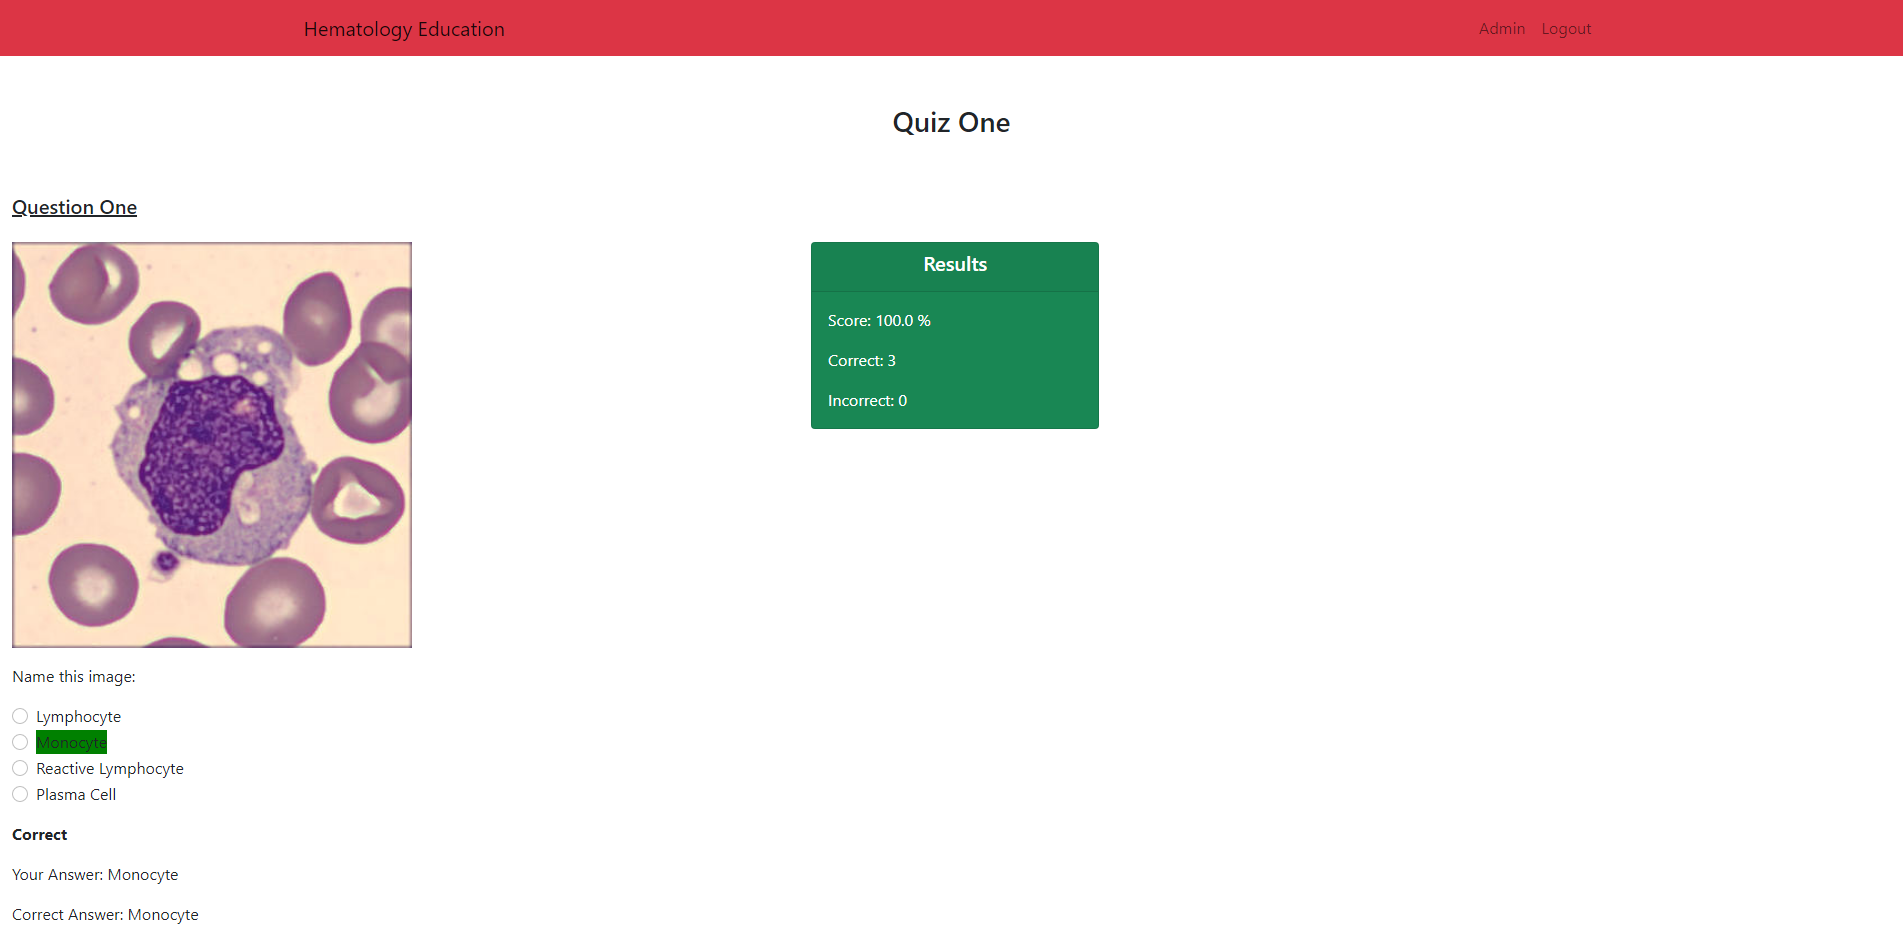 Hematology Education
Admin
Logout
Quiz One
Question One
Results
Score: 100.0 %
Correct: 3
Incorrect: 0
Name this image:
Lymphocyte
Monocyte
Reactive Lymphocyte
Plasma Cell
Correct
Your Answer: Monocyte
Correct Answer: Monocyte